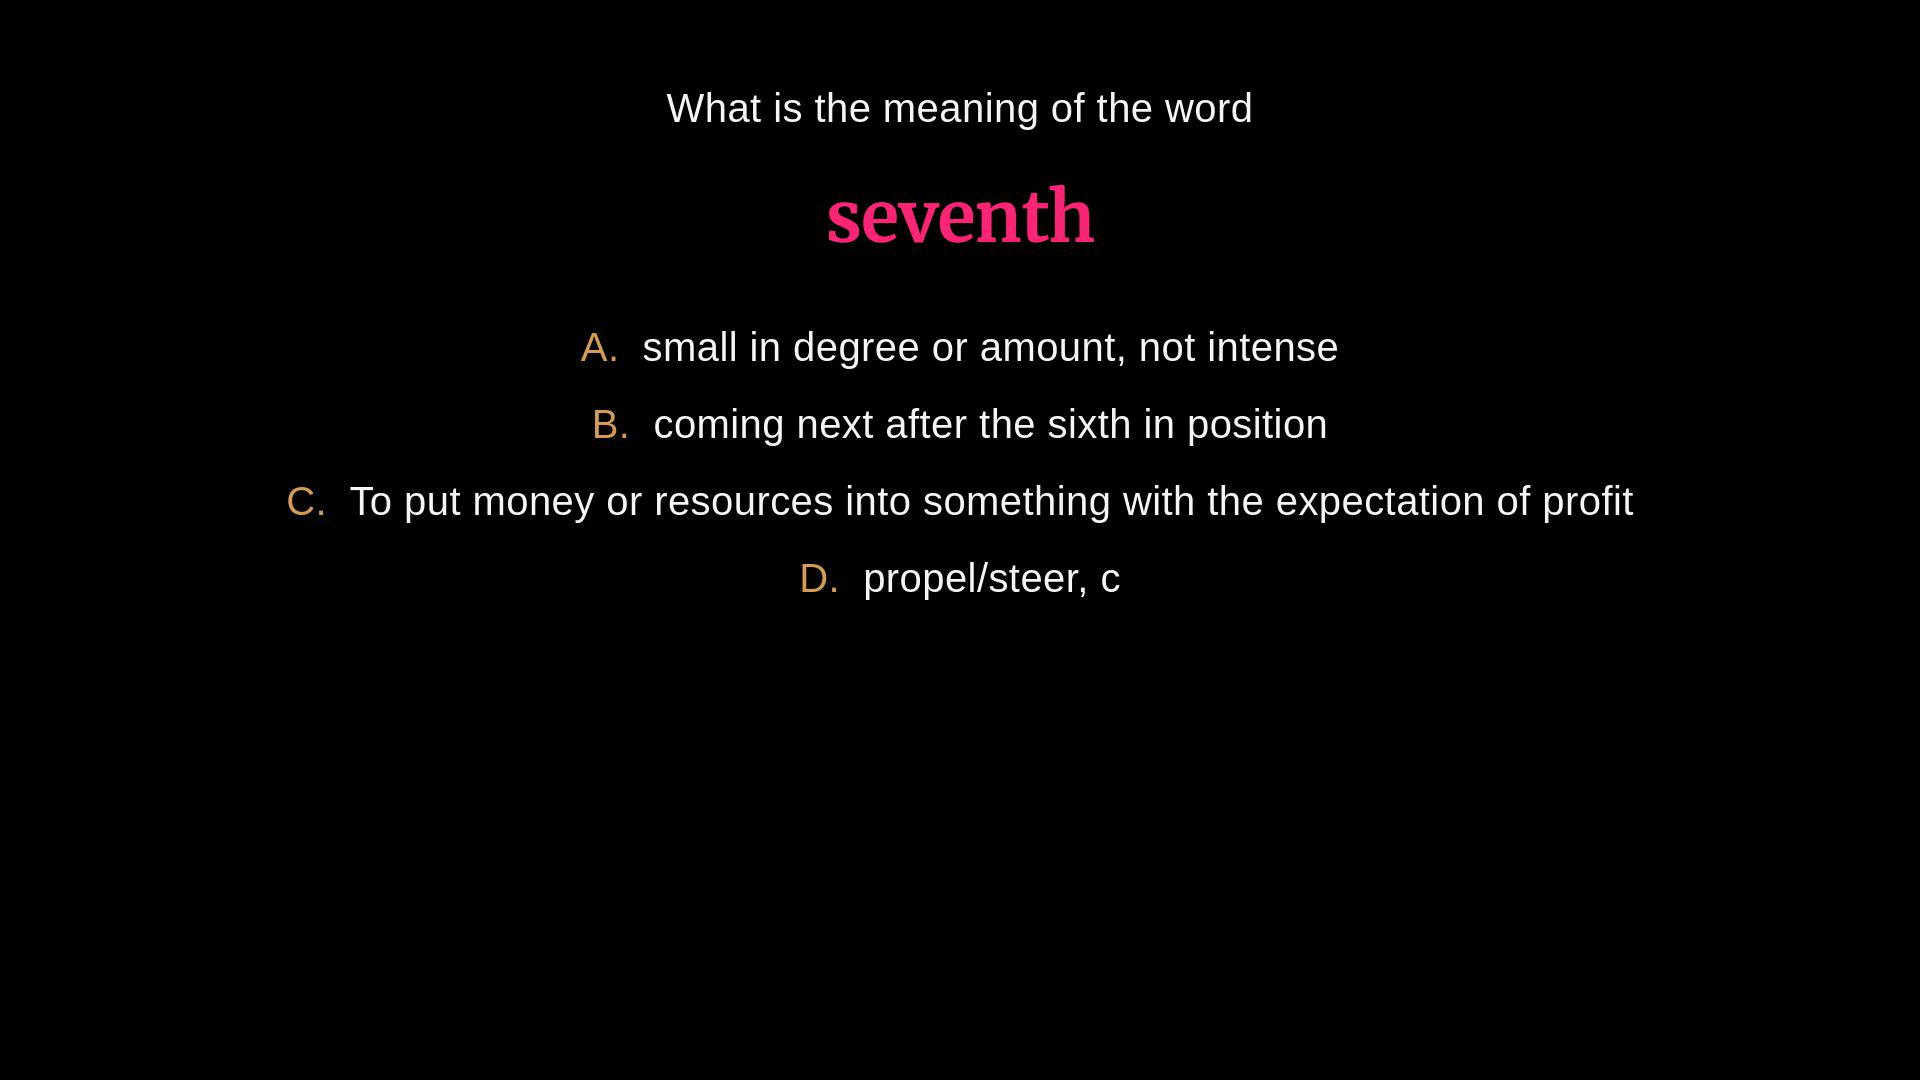 What is the meaning of the word
seventh
A. small in degree or amount, not intense
B. coming next after the sixth in position
C. To put money or resources into something with the expectation of profit
D. propel/steer, c